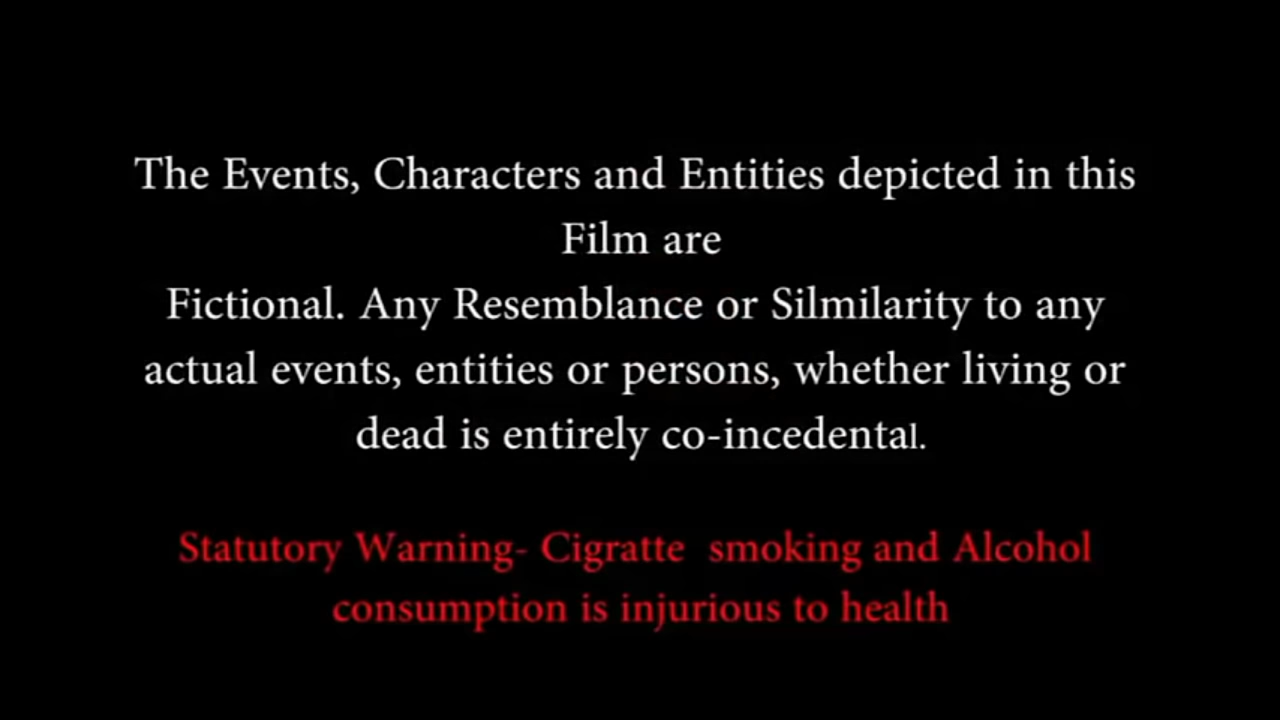 The Events, Characters and Entities depicted in this
Film are
Fictional. Any Resemblance or Silmilarity to any
actual events, entities or persons, whether living or
dead is entirely co-incedental.
Statutory Warning- Cigratte smoking and Alcohol
consumption is injurious to health